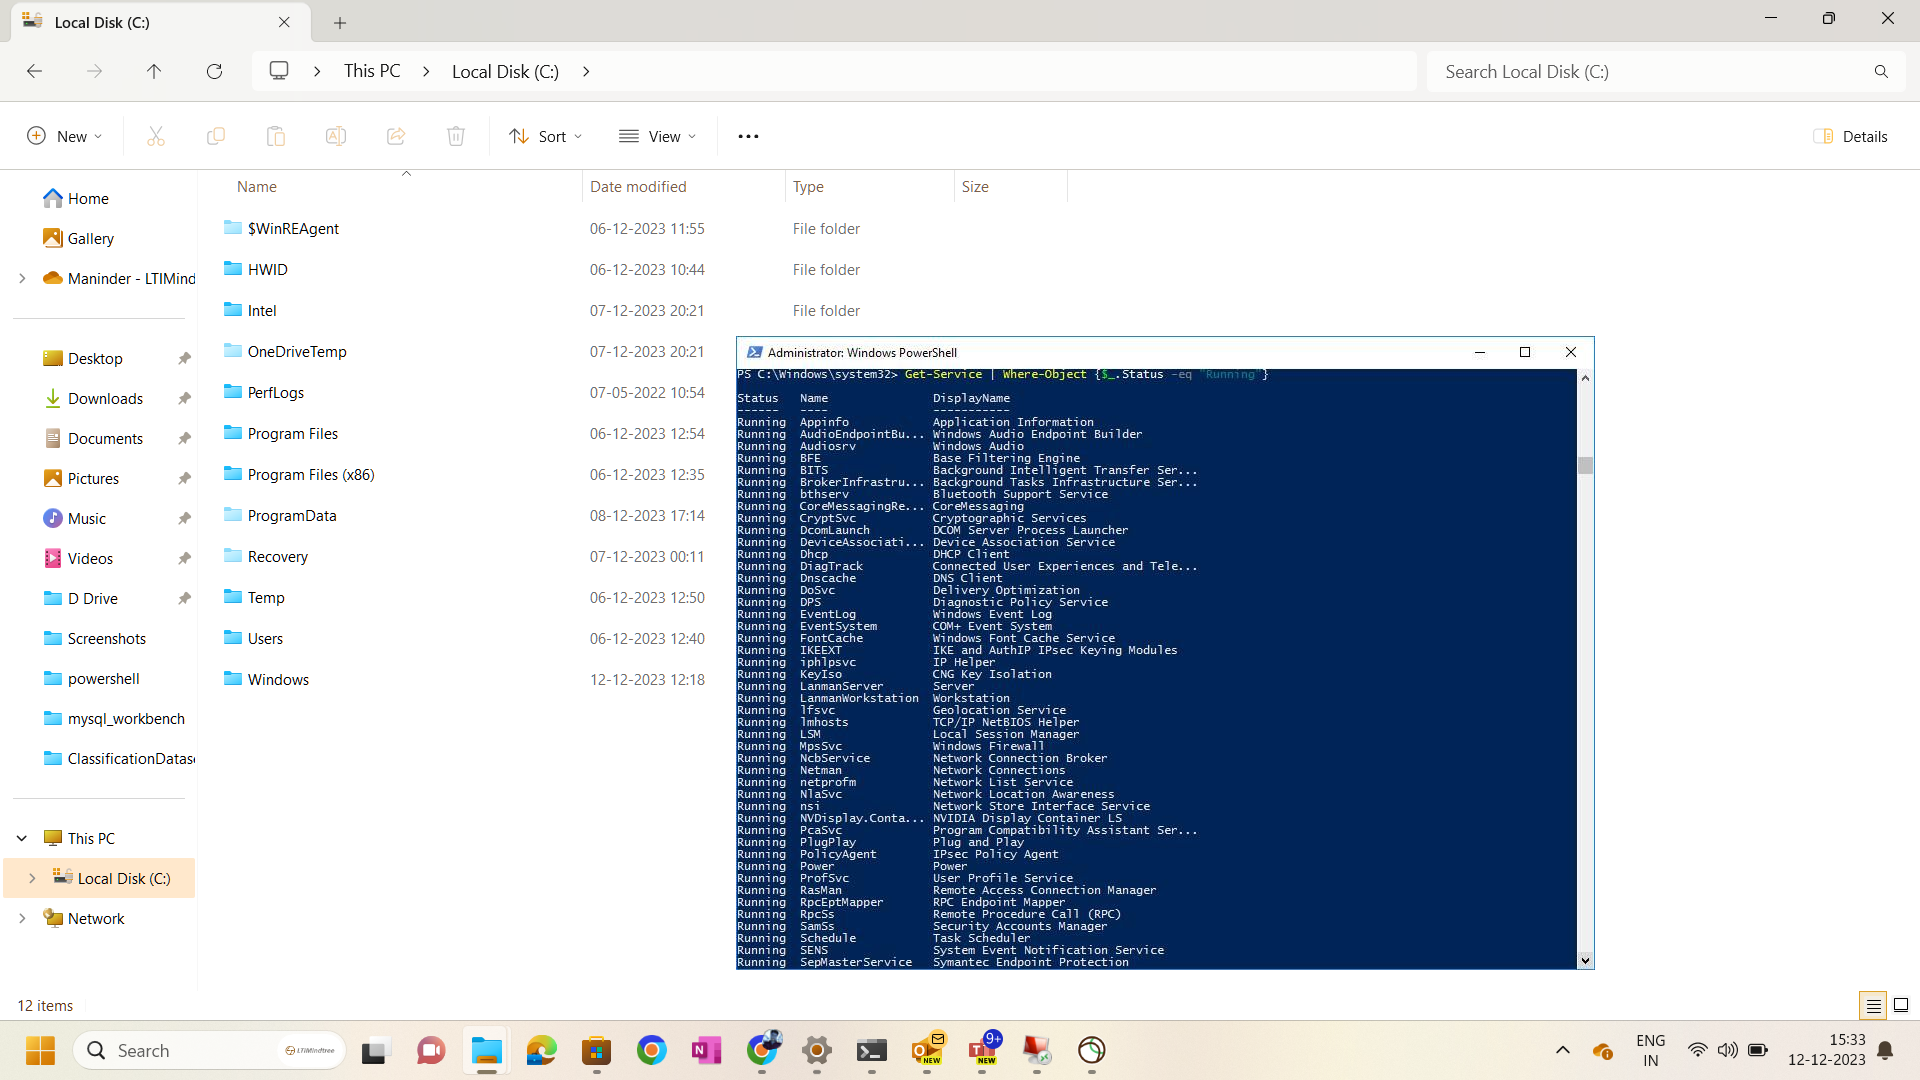 Local Disk (C:)
This PC
Local Disk (C:)
Search Local Disk (C:)
New
Sort
View
Details
Name
Date modified
Type
Size
$WinREAgent
06-12-2023 11:55
File folder
HWID
06-12-2023 10:44
File folder
Intel
07-12-2023 20:21
File folder
OneDriveTemp
07-12-2023 20:21
PerfLogs
07-05-2022 10:54
Program Files
06-12-2023 12:54
Program Files (x86)
06-12-2023 12:35
ProgramData
08-12-2023 17:14
Recovery
07-12-2023 00:11
Temp
06-12-2023 12:50
Users
06-12-2023 12:40
Windows
12-12-2023 12:18
Home
Gallery
Maninder - LTIMind
Desktop
Downloads
Documents
Pictures
Music
Videos
D Drive
Screenshots
powershell
mysql_workbench
ClassificationDatas
This PC
Local Disk (C:)
Network
12 items
Administrator: Windows PowerShell
PS C:\Windows\system32> Get-Service | Where-Object {$_.Status -eq "Running"}
Status Name DisplayName
------ ---- -----------
Running Appinfo Application Information
Running AudioEndpointBu... Windows Audio Endpoint Builder
Running Audiosrv Windows Audio
Running BFE Base Filtering Engine
Running BITS Background Intelligent Transfer Ser...
Running BrokerInfrastru... Background Tasks Infrastructure Ser...
Running bthserv Bluetooth Support Service
Running CoreMessagingRe... CoreMessaging
Running CryptSvc Cryptographic Services
Running DcomLaunch DCOM Server Process Launcher
Running DeviceAssociati... Device Association Service
Running Dhcp DHCP Client
Running DiagTrack Connected User Experiences and Tele...
Running Dnscache DNS Client
Running DoSvc Delivery Optimization
Running DPS Diagnostic Policy Service
Running EventLog Windows Event Log
Running EventSystem COM+ Event System
Running FontCache Windows Font Cache Service
Running IKEEXT IKE and AuthIP IPsec Keying Modules
Running iphlpsvc IP Helper
Running KeyIso CNG Key Isolation
Running LanmanServer Server
Running LanmanWorkstation Workstation
Running lfsvc Geolocation Service
Running lmhosts TCP/IP NetBIOS Helper
Running LSM Local Session Manager
Running MpsSvc Windows Firewall
Running NcbService Network Connection Broker
Running Netman Network Connections
Running netprofm Network List Service
Running NlaSvc Network Location Awareness
Running nsi Network Store Interface Service
Running NVDisplay.Conta... NVIDIA Display Container LS
Running PcaSvc Program Compatibility Assistant Ser...
Running PlugPlay Plug and Play
Running PolicyAgent IPsec Policy Agent
Running Power Power
Running ProfSvc User Profile Service
Running RasMan Remote Access Connection Manager
Running RpcEptMapper RPC Endpoint Mapper
Running RpcSs Remote Procedure Call (RPC)
Running SamSs Security Accounts Manager
Running Schedule Task Scheduler
Running SENS System Event Notification Service
Running SepMasterService Symantec Endpoint Protection
Search
LTIMindtree
N
NEW
9+
T
NEW
ENG
IN
15:33
12-12-2023